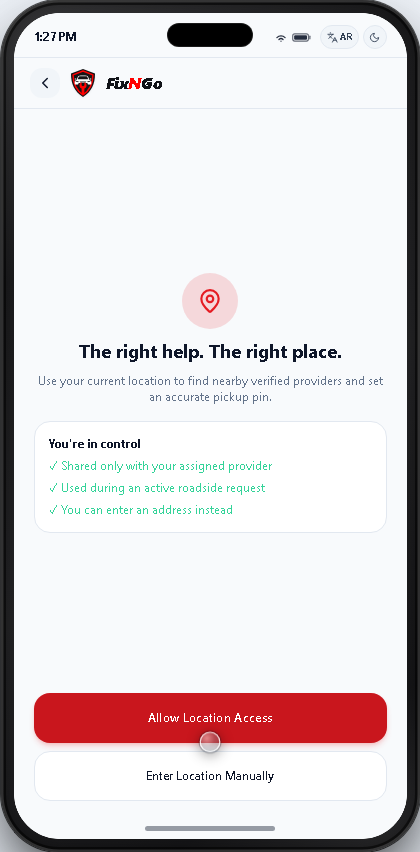 1:27 PM
AR
FixNGo
The right help. The right place.
Use your current location to find nearby verified providers and set
an accurate pickup pin.
You're in control
✓ Shared only with your assigned provider
✓ Used during an active roadside request
✓ You can enter an address instead
Allow Location Access
Enter Location Manually